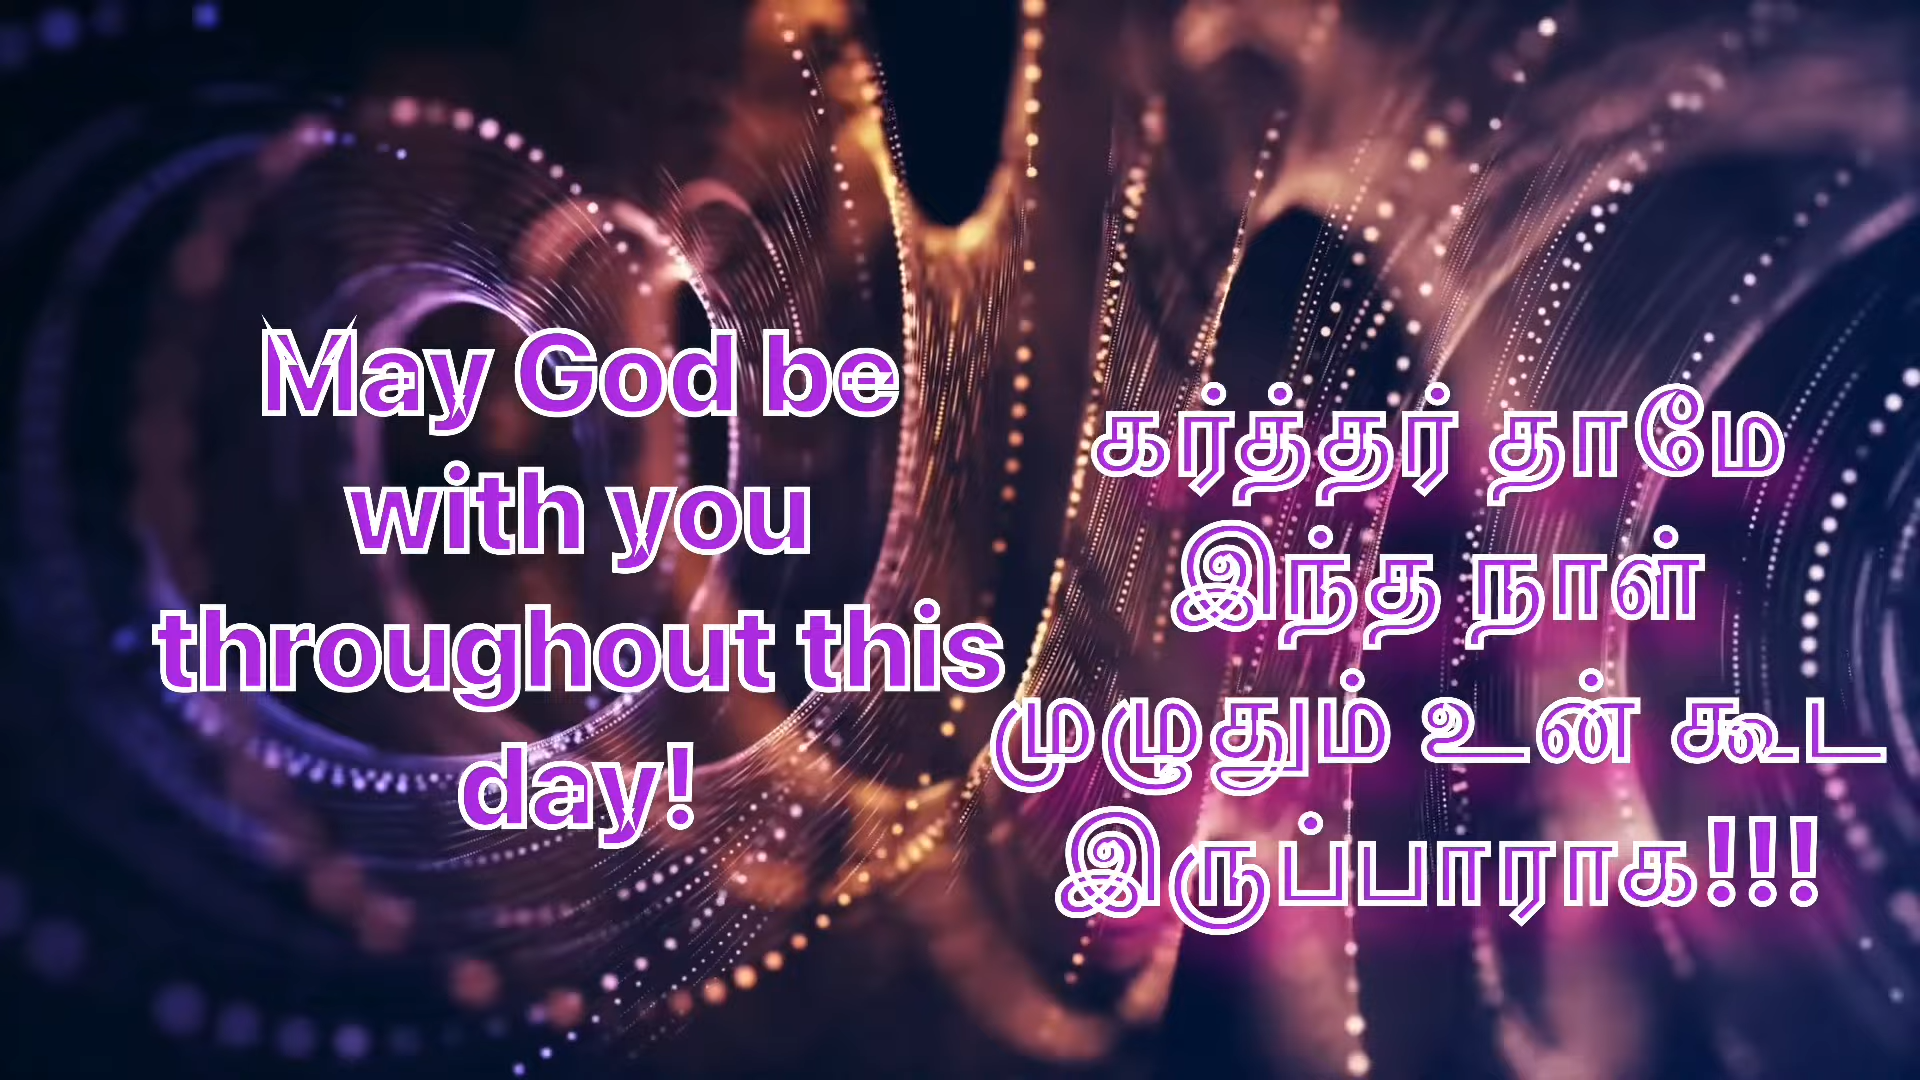 May God be
with you
throughout this
day!
கர்த்தர் தாமே
இந்த நாள்
முழுதும் உன் கூட
இருப்பாராக!!!